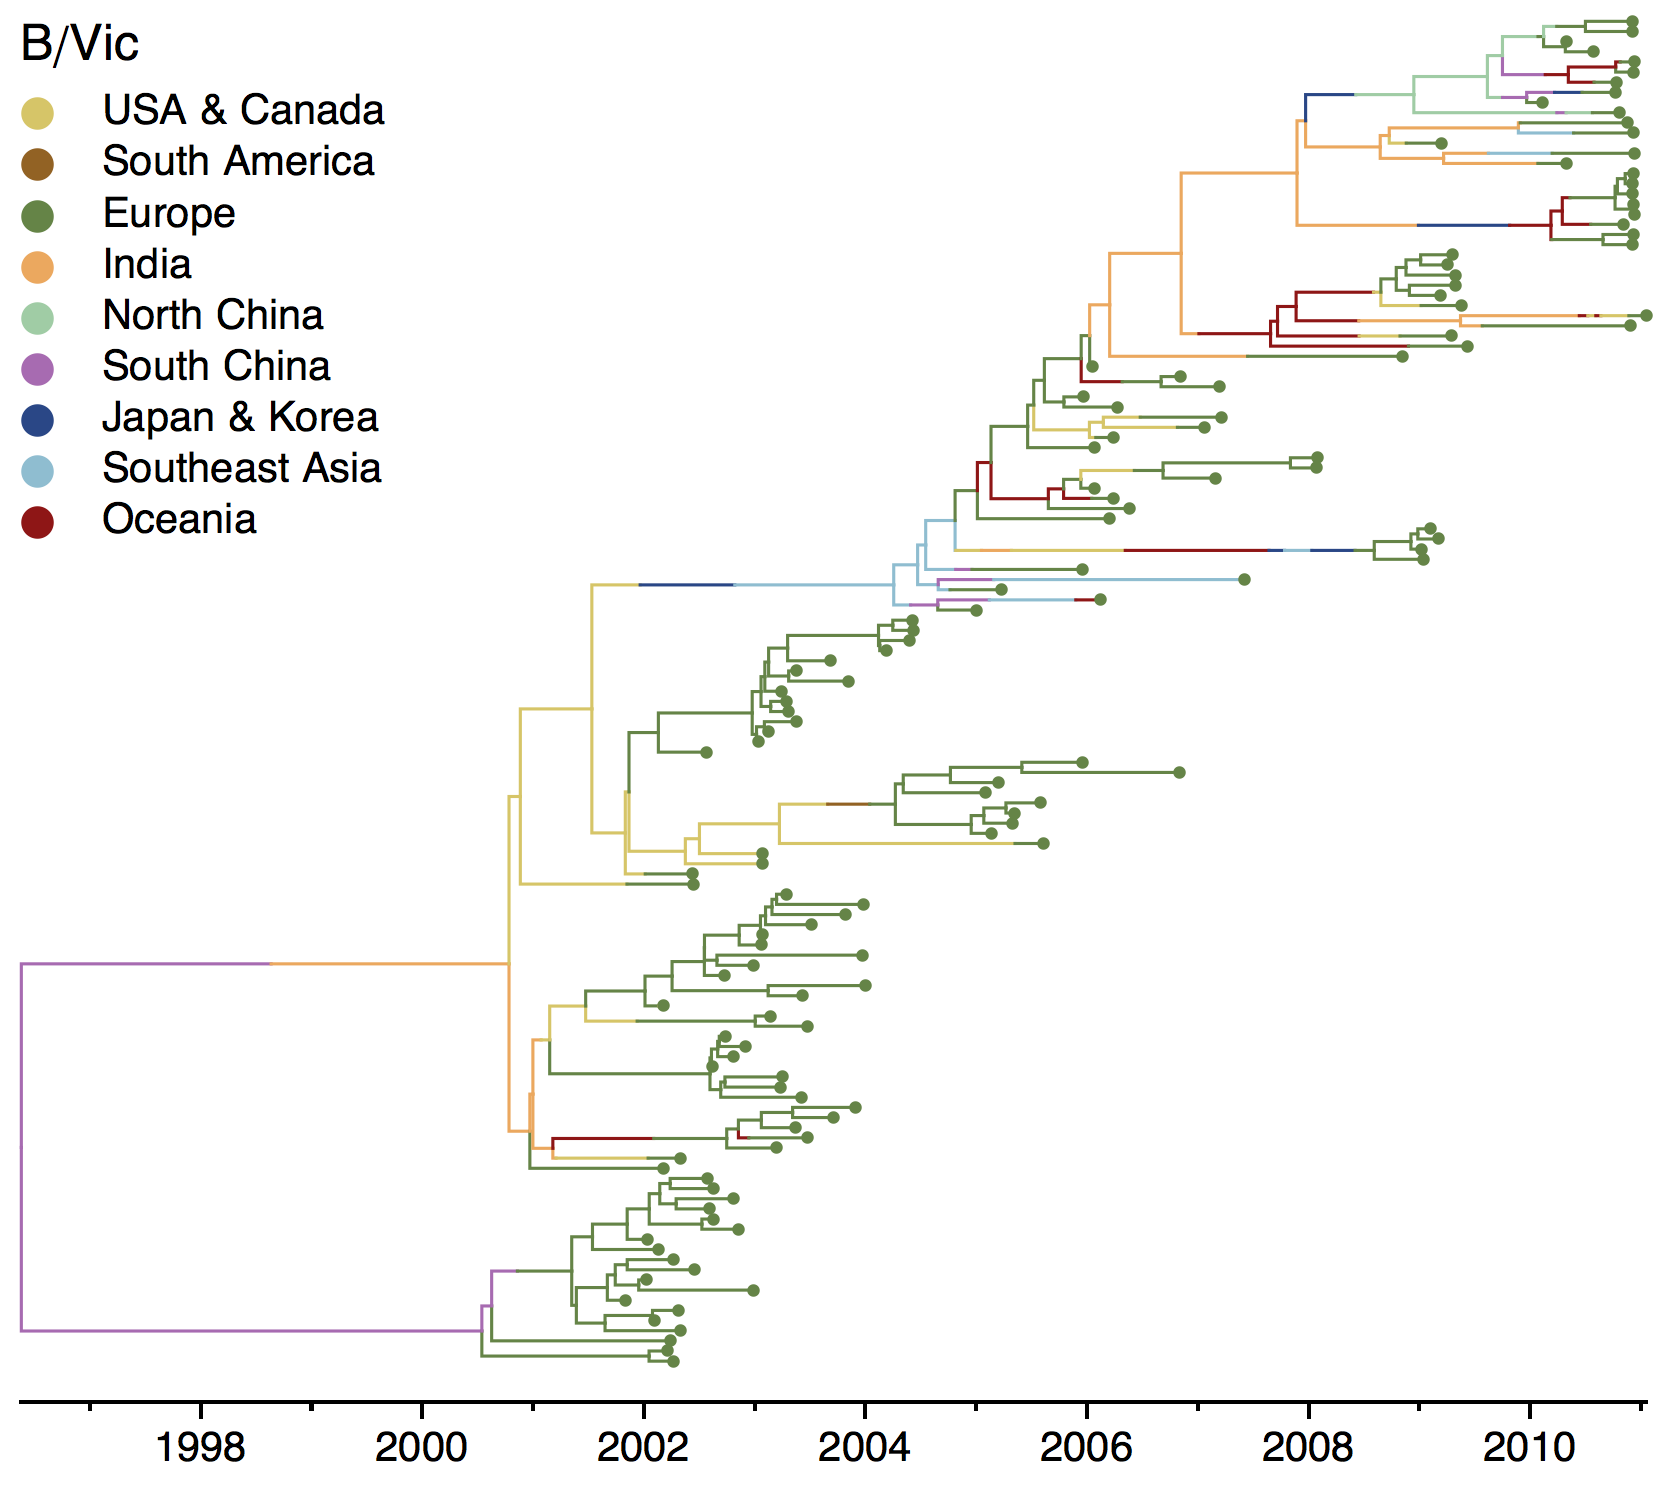 B/Vic
USA & Canada
South America
Europe
India
North China
South China
Japan & Korea
Southeast Asia
Oceania
1998 2000 2002 2004 2006 2008 2010